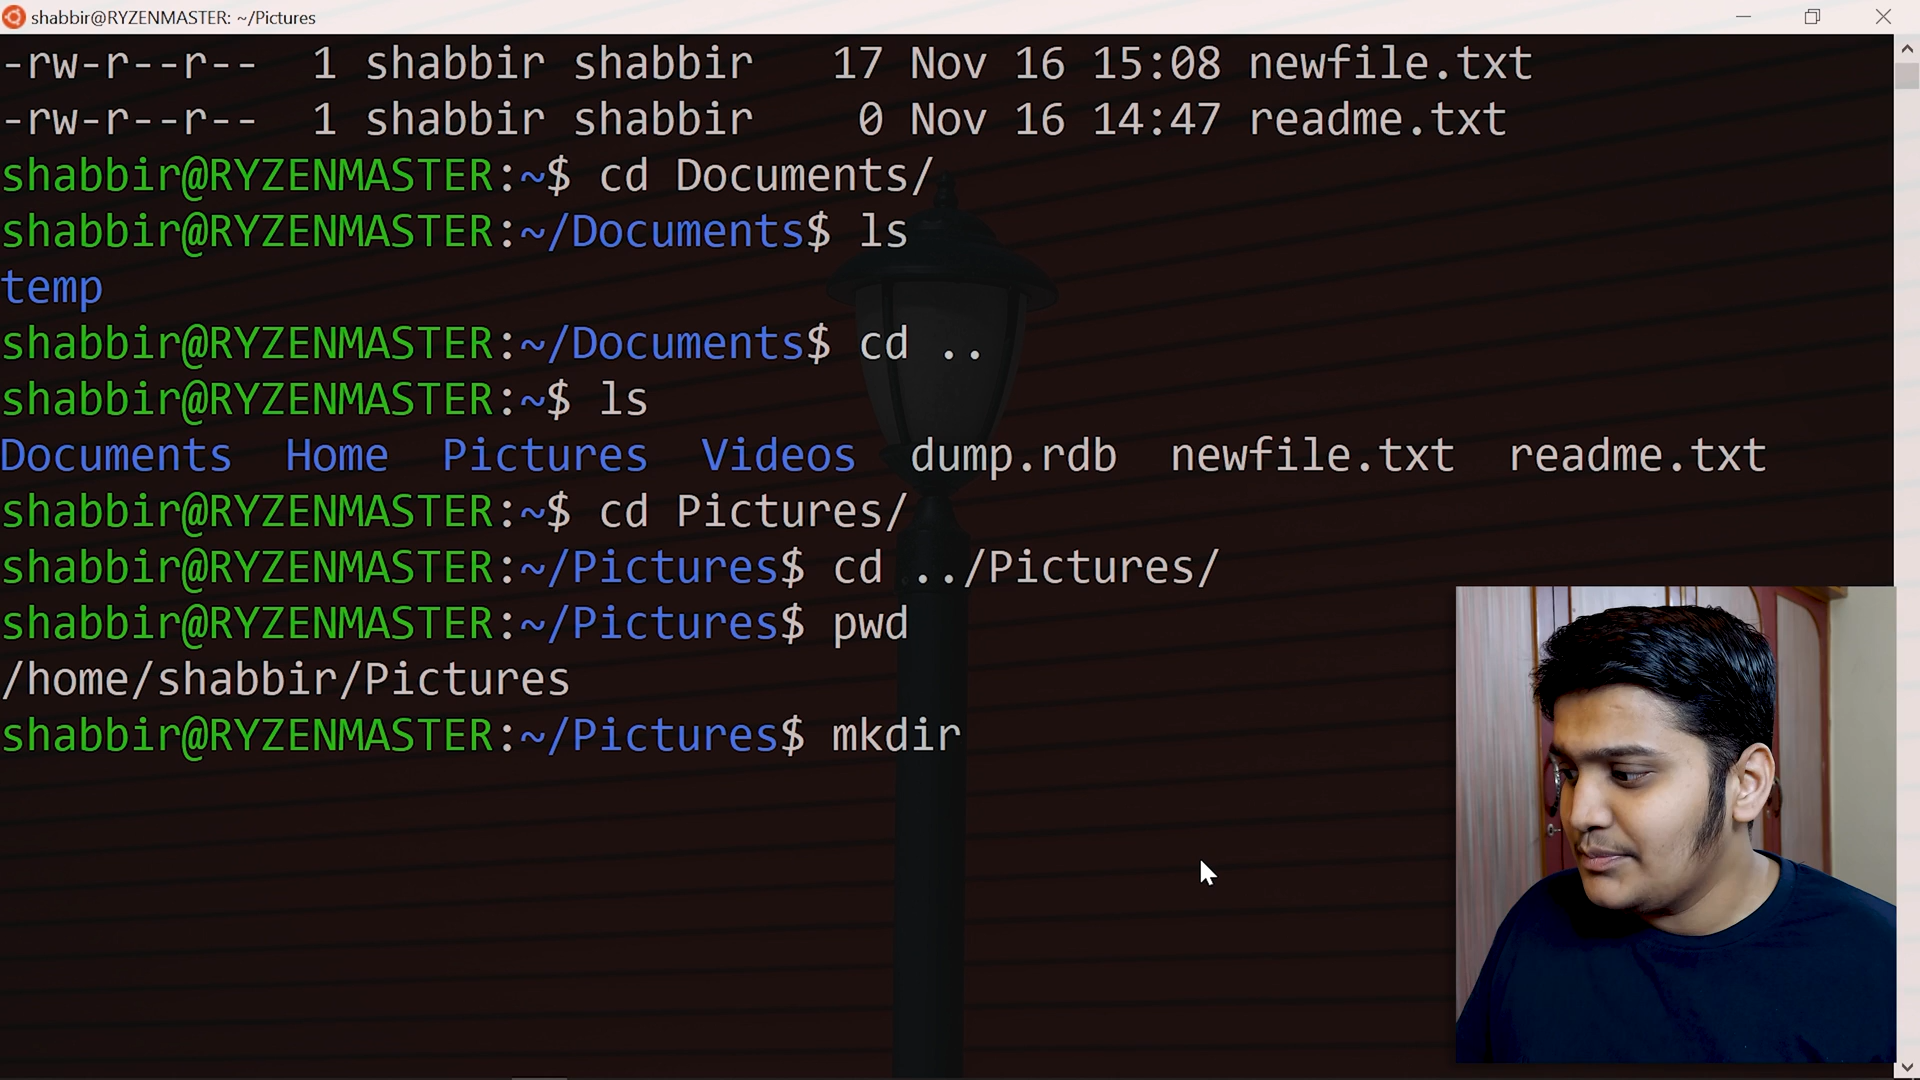 shabbir@RYZENMASTER: ~/Pictures
-rw-r--r-- 1 shabbir shabbir 17 Nov 16 15:08 newfile.txt
-rw-r--r-- 1 shabbir shabbir 0 Nov 16 14:47 readme.txt
shabbir@RYZENMASTER:~$ cd Documents/
shabbir@RYZENMASTER:~/Documents$ ls
temp
shabbir@RYZENMASTER:~/Documents$ cd ..
shabbir@RYZENMASTER:~$ ls
Documents Home Pictures Videos dump.rdb newfile.txt readme.txt
shabbir@RYZENMASTER:~$ cd Pictures/
shabbir@RYZENMASTER:~/Pictures$ cd ../Pictures/
shabbir@RYZENMASTER:~/Pictures$ pwd
/home/shabbir/Pictures
shabbir@RYZENMASTER:~/Pictures$ mkdir